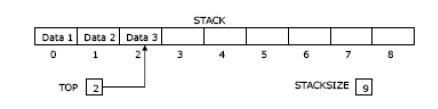 STACK
Data 1 Data 2 Data 3
0 1 2 3 4 5 6 7 8
TOP 2 STACKSIZE 9